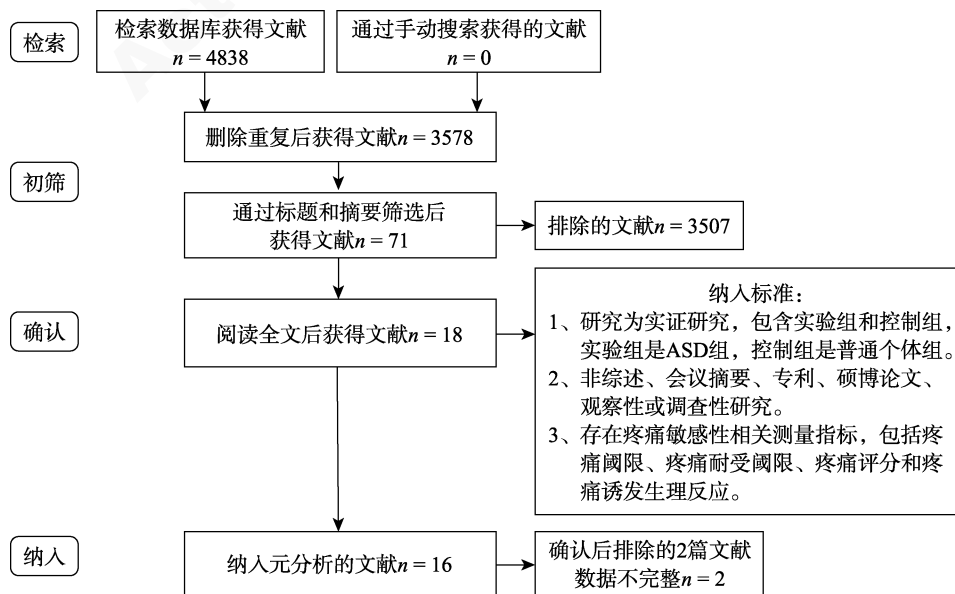 检索
检索数据库获得文献
n = 4838
通过手动搜索获得的文献
n = 0
删除重复后获得文献n = 3578
初筛
通过标题和摘要筛选后
获得文献n = 71
排除的文献n = 3507
确认
阅读全文后获得文献n = 18
纳入标准：
1、研究为实证研究，包含实验组和控制组，
实验组是ASD组，控制组是普通个体组。
2、非综述、会议摘要、专利、硕博论文、
观察性或调查性研究。
3、存在疼痛敏感性相关测量指标，包括疼
痛阈限、疼痛耐受阈限、疼痛评分和疼
痛诱发生理反应。
纳入
纳入元分析的文献n = 16
确认后排除的2篇文献
数据不完整n = 2